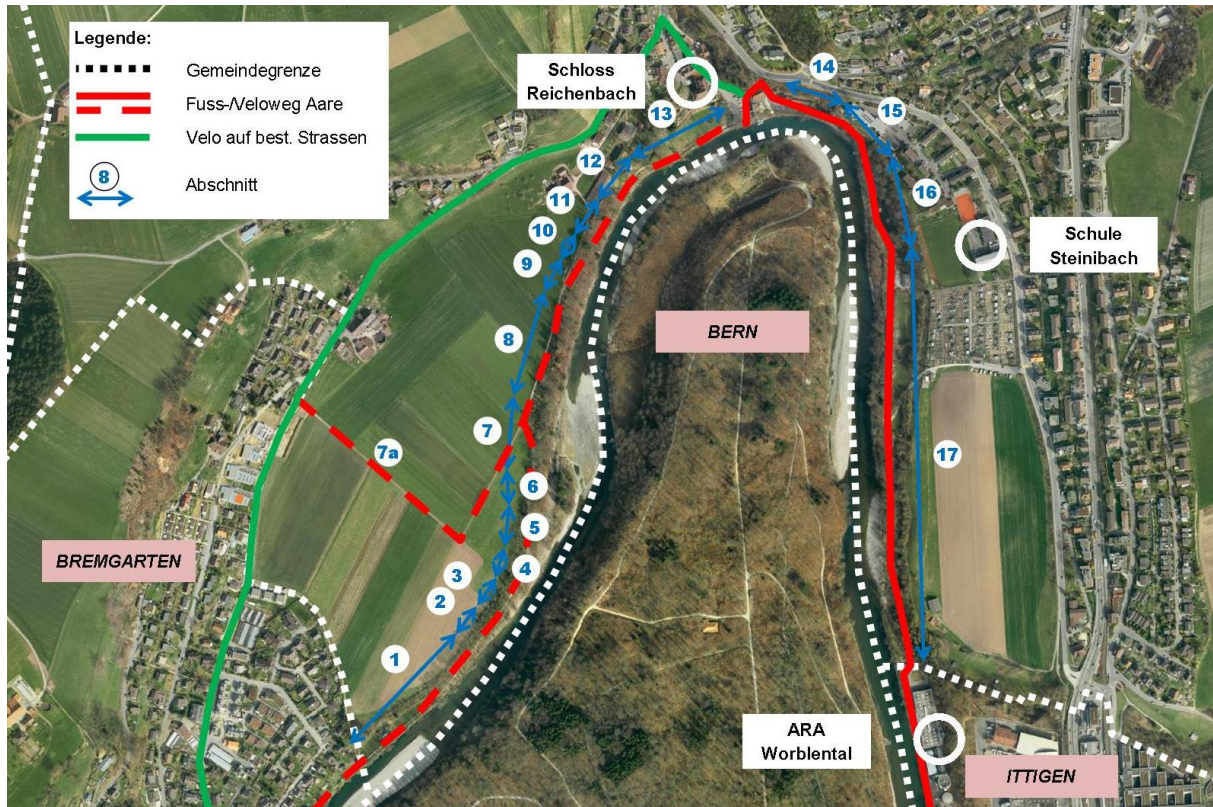 Legende:
Gemeindegrenze
Fuss-/Veloweg Aare
Velo auf best. Strassen
8
Abschnitt
Schloss
Reichenbach
14
15
13
12
16
11
10
9
Schule
Steinibach
BERN
8
7
7a
17
6
5
BREMGARTEN
3
4
2
1
ARA
Worblental
ITTIGEN